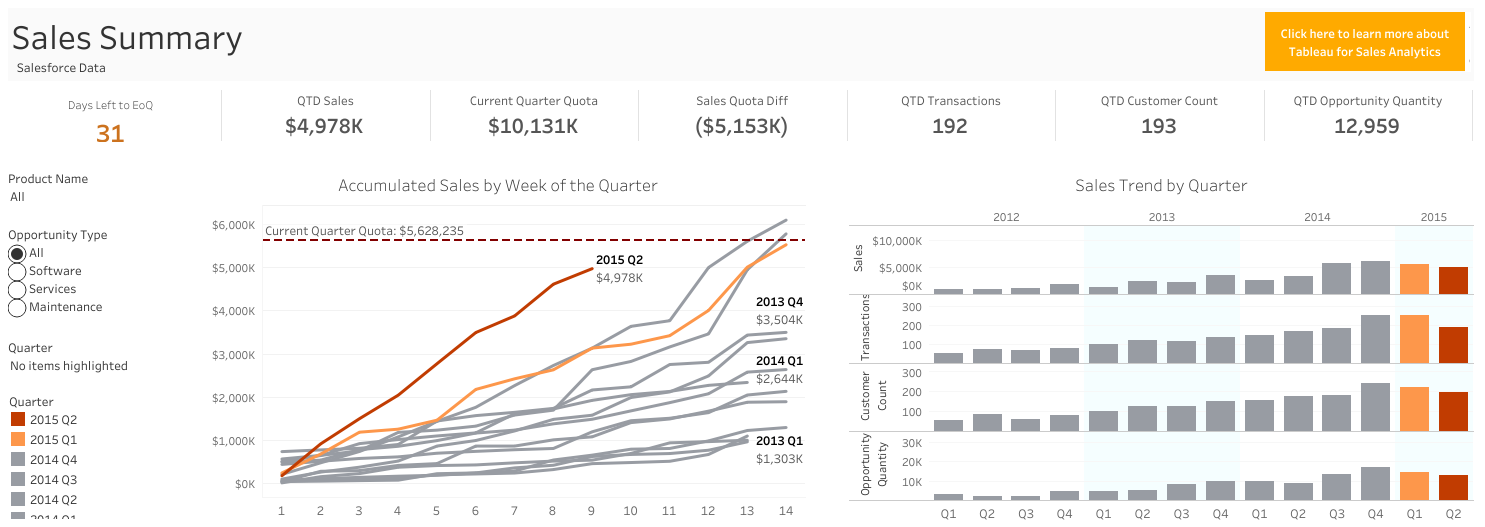 Sales Summary
Salesforce Data
Click here to learn more about
Tableau for Sales Analytics
Days Left to EoQ
31
QTD Sales
$4,978K
Current Quarter Quota
$10,131K
Sales Quota Diff
($5,153K)
QTD Transactions
192
QTD Customer Count
193
QTD Opportunity Quantity
12,959
Product Name
All
Opportunity Type
All
Software
Services
Maintenance
Quarter
No items highlighted
Quarter
2015 Q2
2015 Q1
2014 Q4
2014 Q3
2014 Q2
2014 Q1
Accumulated Sales by Week of the Quarter
$6,000K
$5,000K
$4,000K
$3,000K
$2,000K
$1,000K
$0K
Current Quarter Quota: $5,628,235
2015 Q2
$4,978K
2013 Q4
$3,504K
2014 Q1
$2,644K
2013 Q1
$1,303K
1 2 3 4 5 6 7 8 9 10 11 12 13 14
Sales Trend by Quarter
2012 2013 2014 2015
Sales
$10,000K
$5,000K
$0K
Transactions
300
200
100
Customer
Count
300
200
100
Opportunity
Quantity
30K
20K
10K
Q1 Q2 Q3 Q4 Q1 Q2 Q3 Q4 Q1 Q2 Q3 Q4 Q1 Q2